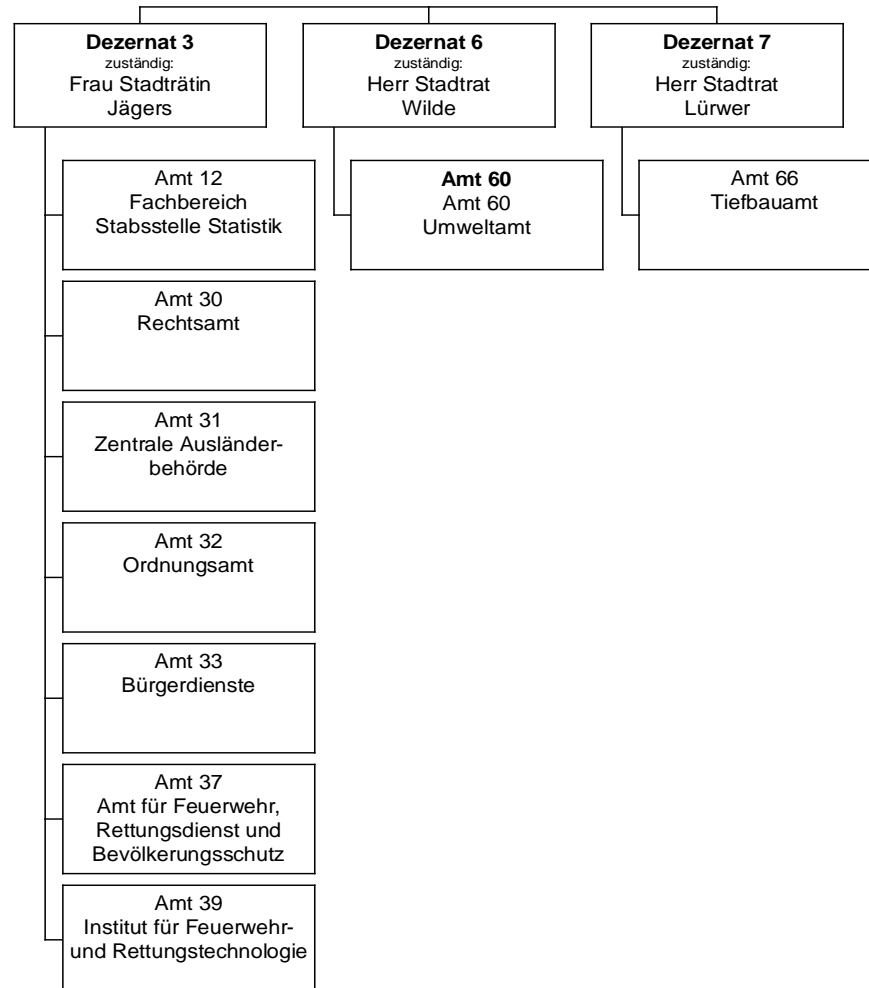 Dezernat 3
zuständig:
Frau Stadträtin
Jägers
Dezernat 6
zuständig:
Herr Stadtrat
Wilde
Dezernat 7
zuständig:
Herr Stadtrat
Lürwer
Amt 12
Fachbereich
Stabsstelle Statistik
Amt 30
Rechtsamt
Amt 31
Zentrale Ausländer-
behörde
Amt 32
Ordnungsamt
Amt 33
Bürgerdienste
Amt 37
Amt für Feuerwehr,
Rettungsdienst und
Bevölkerungsschutz
Amt 39
Institut für Feuerwehr-
und Rettungstechnologie
Amt 60
Amt 60
Umweltamt
Amt 66
Tiefbauamt